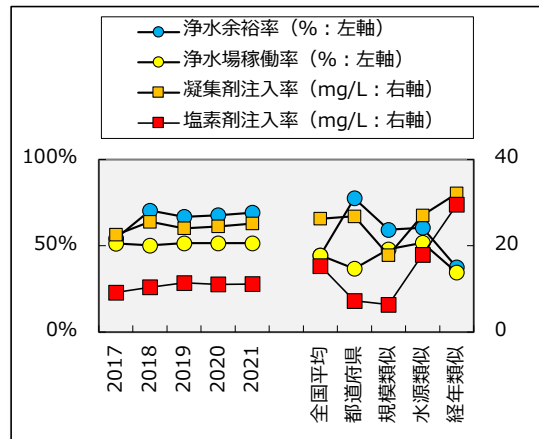 浄水余裕率（%：左軸）
浄水場稼働率（%：左軸）
凝集剤注入率（mg/L：右軸）
塩素剤注入率（mg/L：右軸）
100%
50%
0%
40
20
0
2017
2018
2019
2020
2021
全国平均
都道府県
規模類似
水源類似
経年類似